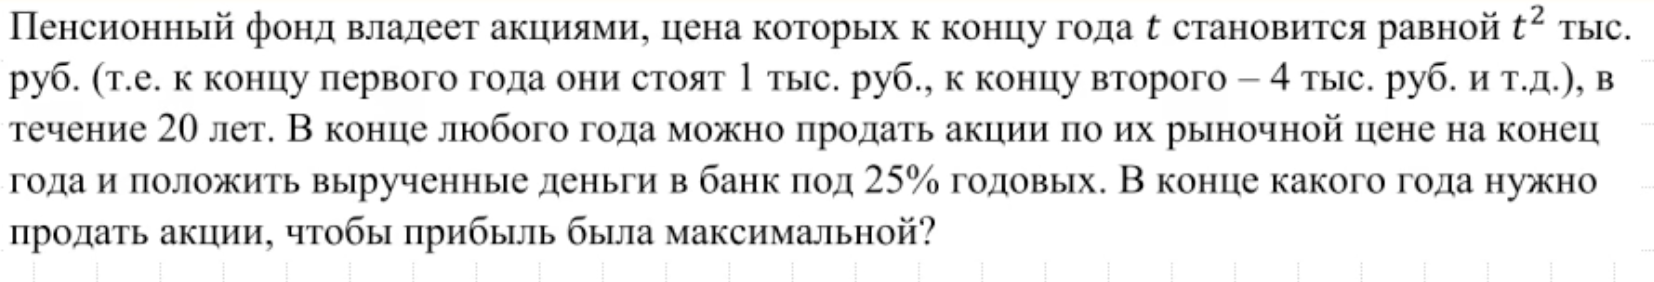 Пенсионный фонд владеет акциями, цена которых к концу года t становится равной t² тыс.
руб. (т.е. к концу первого года они стоят 1 тыс. руб., к концу второго – 4 тыс. руб. и т.д.), в
течение 20 лет. В конце любого года можно продать акции по их рыночной цене на конец
года и положить вырученные деньги в банк под 25% годовых. В конце какого года нужно
продать акции, чтобы прибыль была максимальной?